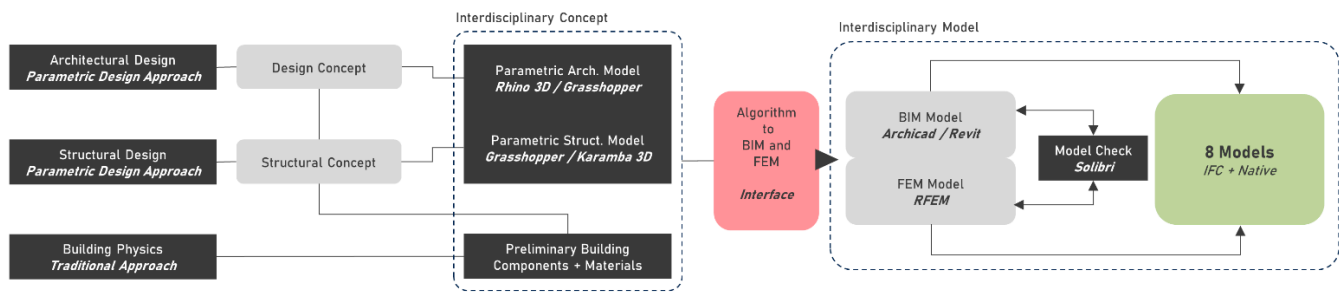 Interdisciplinary Concept
Interdisciplinary Model
Architectural Design
Parametric Design Approach
Design Concept
Parametric Arch. Model
Rhino 3D / Grasshopper
Structural Design
Parametric Design Approach
Structural Concept
Parametric Struct. Model
Grasshopper / Karamba 3D
Building Physics
Traditional Approach
Preliminary Building
Components + Materials
Algorithm
to
BIM and
FEM
Interface
BIM Model
Archicad / Revit
FEM Model
RFEM
Model Check
Solibri
8 Models
IFC + Native